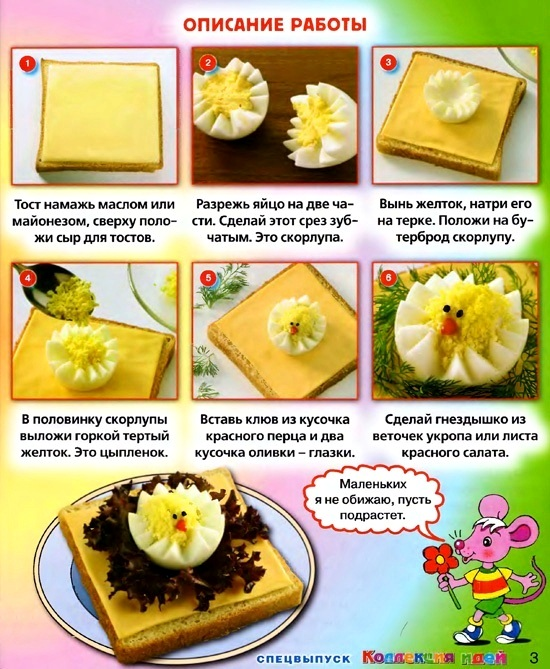 ОПИСАНИЕ РАБОТЫ
1
2
3
Тост намажь маслом или
майонезом, сверху поло-
жи сыр для тостов.
Разрежь яйцо на две ча-
сти. Сделай этот срез зуб-
чатым. Это скорлупа.
Вынь желток, натри его
на терке. Положи на бу-
терброд скорлупу.
4
5
6
В половинку скорлупы
выложи горкой тертый
желток. Это цыпленок.
Вставь клюв из кусочка
красного перца и два
кусочка оливки – глазки.
Сделай гнездышко из
веточек укропа или листа
красного салата.
Маленьких
я не обижаю, пусть
подрастет.
СПЕЦВЫПУСК Коллекция идей 3